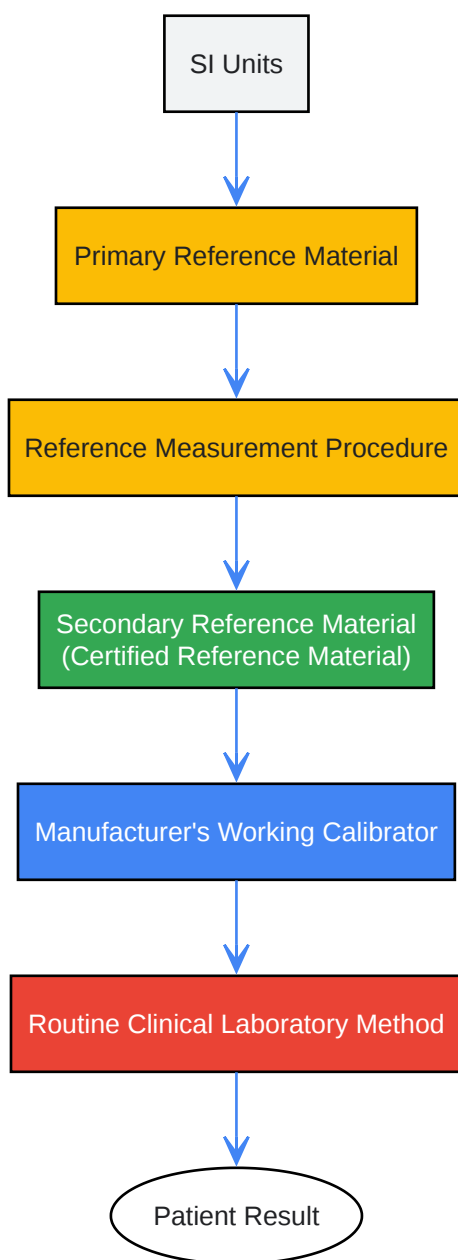 SI Units
Primary Reference Material
Reference Measurement Procedure
Secondary Reference Material
(Certified Reference Material)
Manufacturer's Working Calibrator
Routine Clinical Laboratory Method
Patient Result